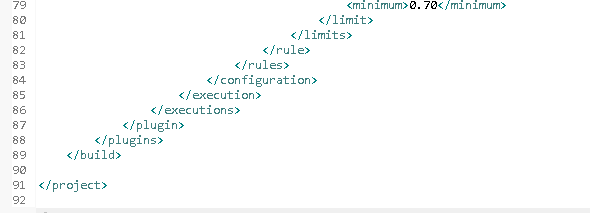 79 <minimum>0.70</minimum>
80 </limit>
81 </limits>
82 </rule>
83 </rules>
84 </configuration>
85 </execution>
86 </executions>
87 </plugin>
88 </plugins>
89 </build>
90
91 </project>
92